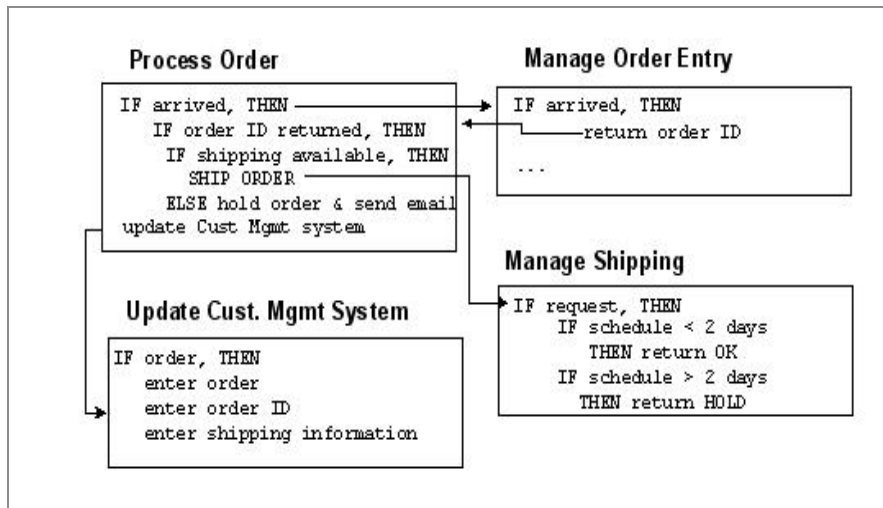 Process Order
IF arrived, THEN
IF order ID returned, THEN
IF shipping available, THEN
SHIP ORDER
ELSE hold order & send email
update Cust Mgmt system
Manage Order Entry
IF arrived, THEN
return order ID
...
Update Cust. Mgmt System
IF order, THEN
enter order
enter order ID
enter shipping information
Manage Shipping
IF request, THEN
IF schedule < 2 days
THEN return OK
IF schedule > 2 days
THEN return HOLD